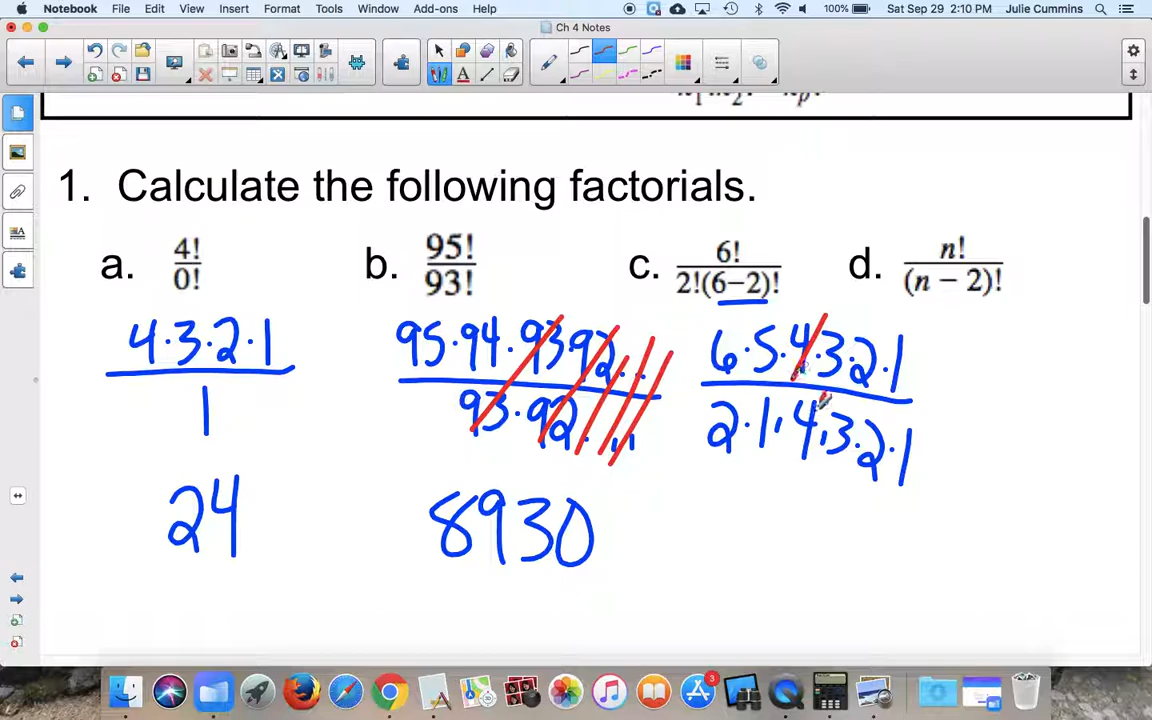 Notebook File Edit View Insert Format Tools Window Add-ons Help 100% Sat Sep 29 2:10 PM Julie Cummins
Ch 4 Notes
1. Calculate the following factorials.
a. 4!/0! b. 95!/93! c. 6!/2!(6−2)! d. n!/(n − 2)!
4·3·2·1 95·94·93·92... 6·5·4·3·2·1
1 93·92... 2·1·4·3·2·1
24 8930
3